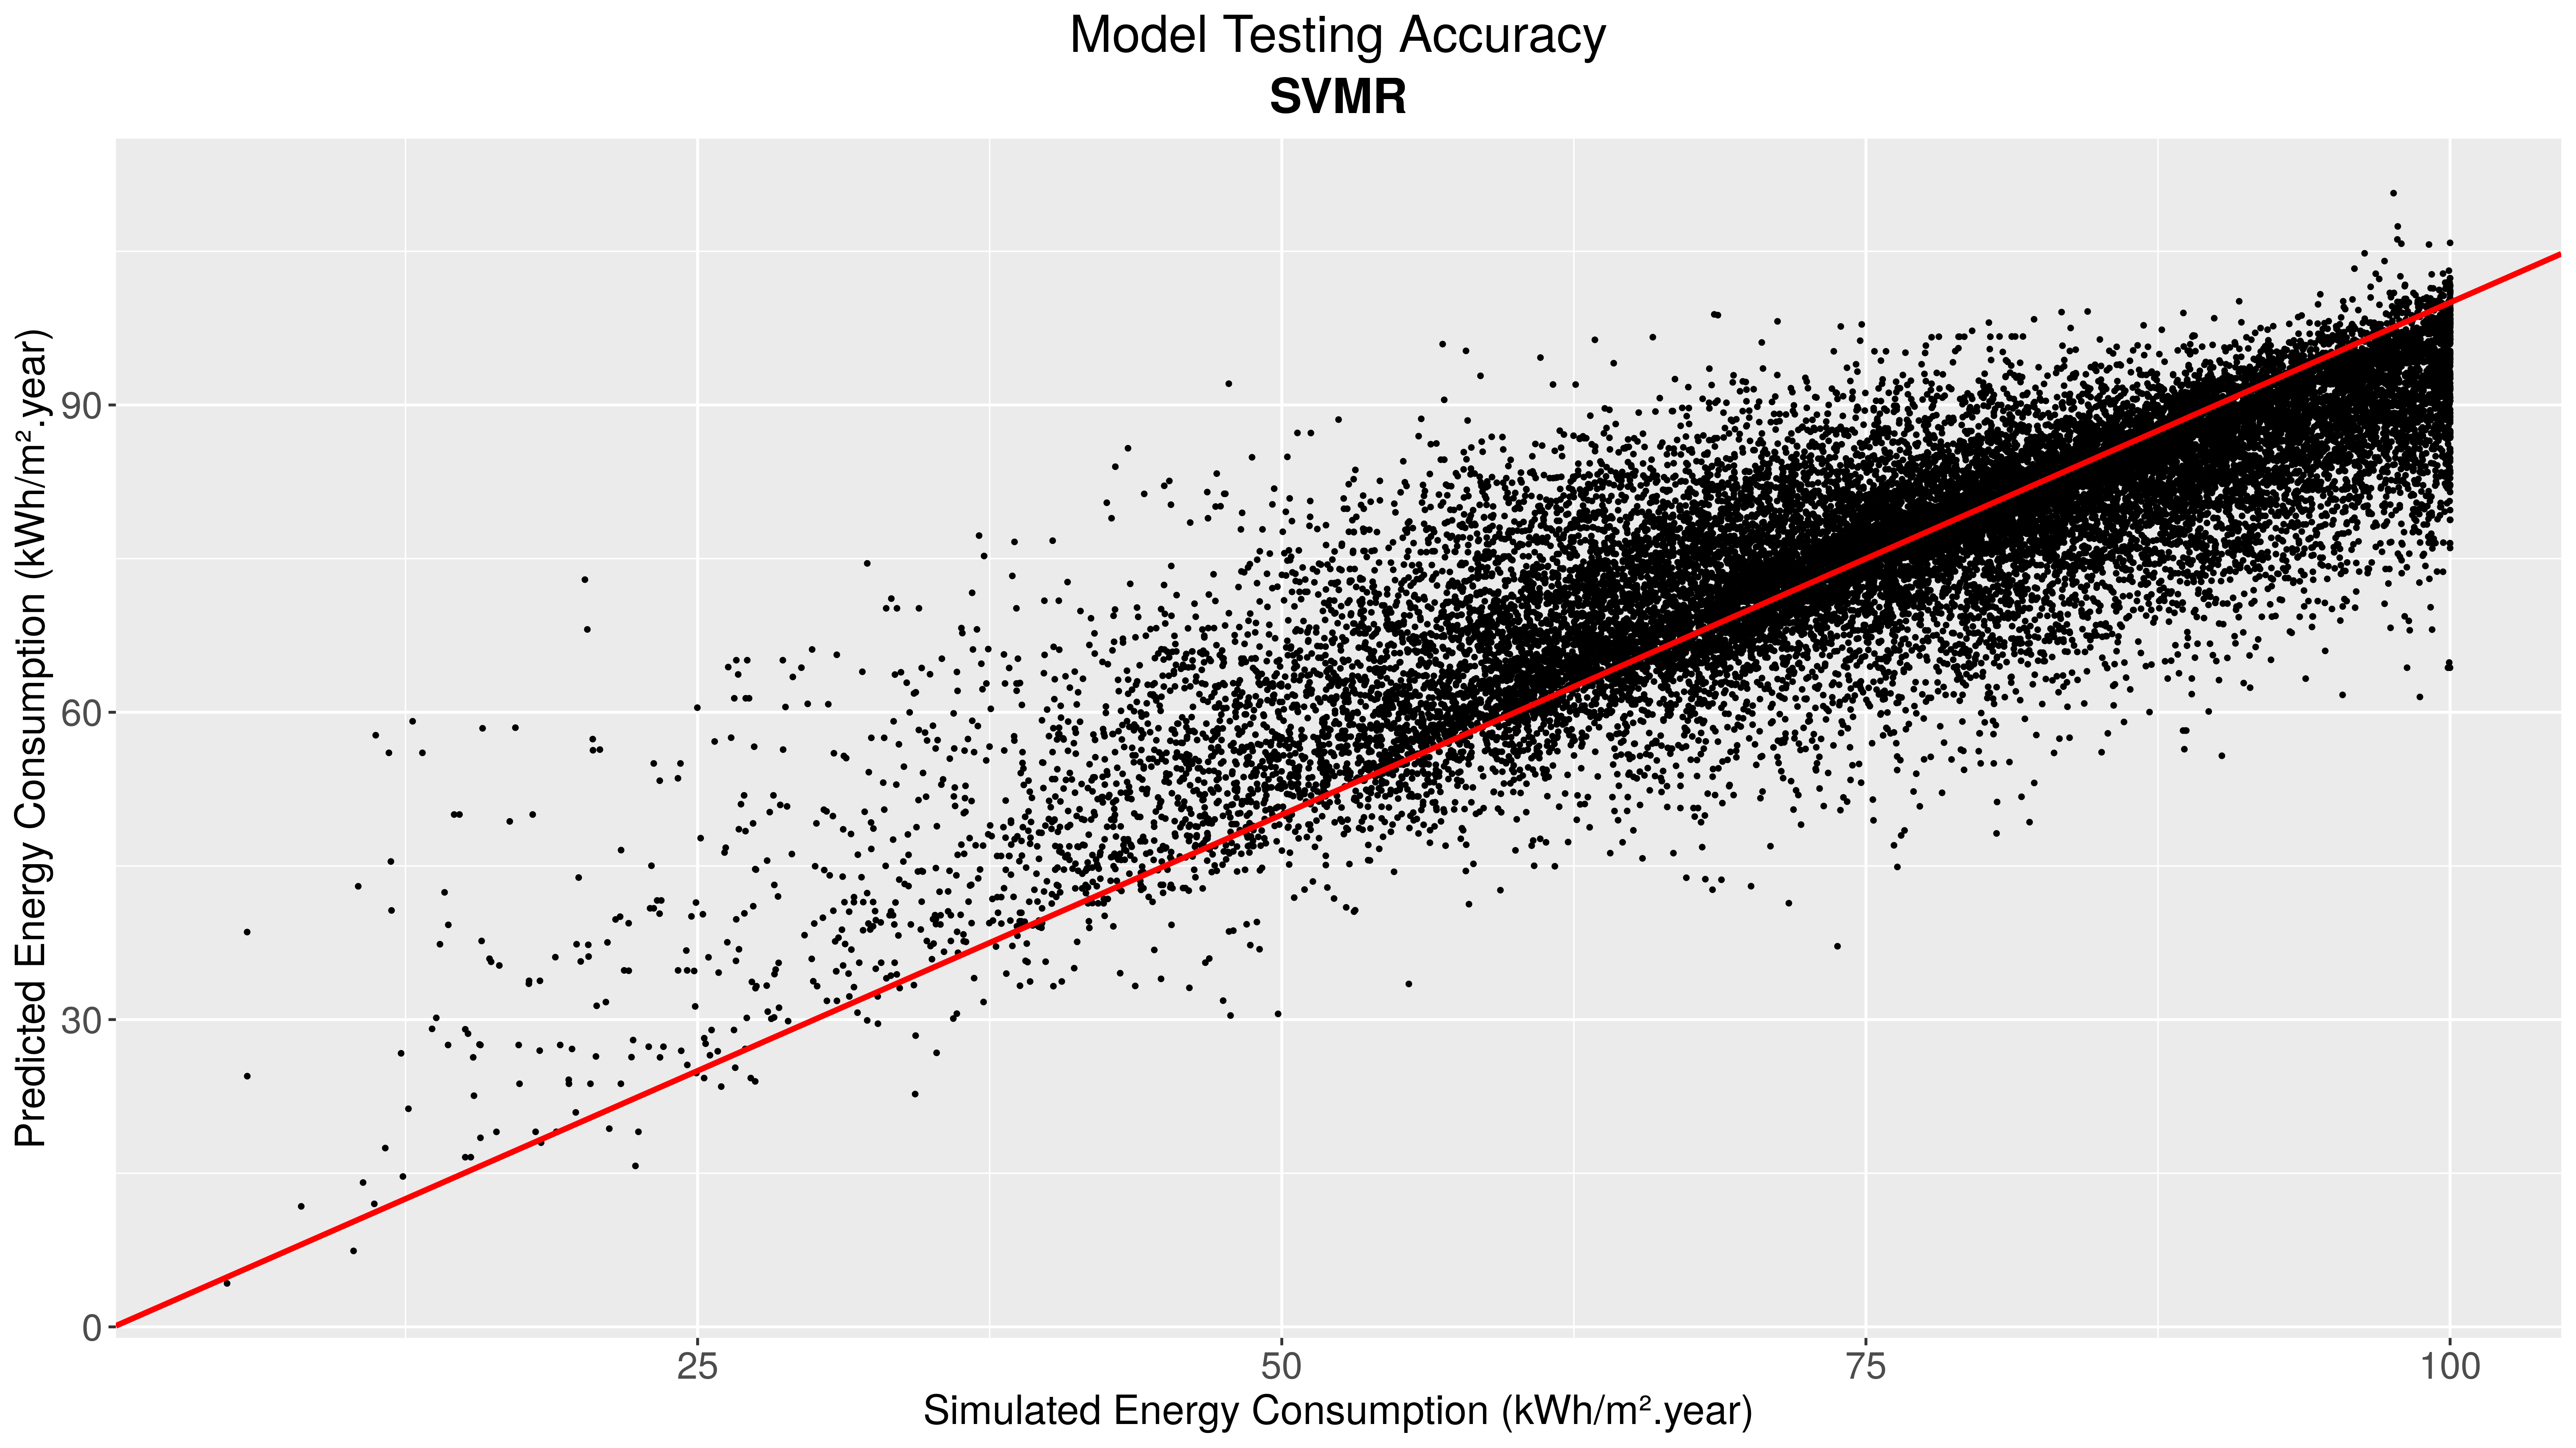 Model Testing Accuracy
SVMR
Predicted Energy Consumption (kWh/m².year)
90
60
30
0
25
50
75
100
Simulated Energy Consumption (kWh/m².year)